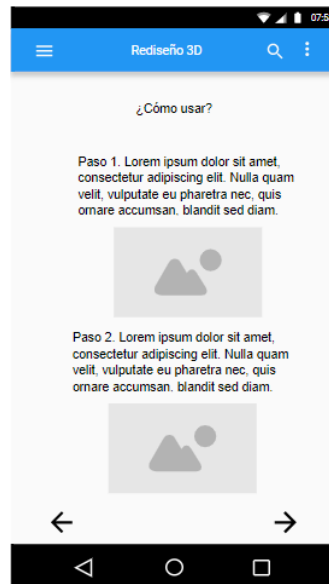 07:5
Rediseño 3D
¿Cómo usar?
Paso 1. Lorem ipsum dolor sit amet,
consectetur adipiscing elit. Nulla quam
velit, vulputate eu pharetra nec, quis
ornare accumsan. blandit sed diam.
Paso 2. Lorem ipsum dolor sit amet,
consectetur adipiscing elit. Nulla quam
velit, vulputate eu pharetra nec, quis
ornare accumsan. blandit sed diam.